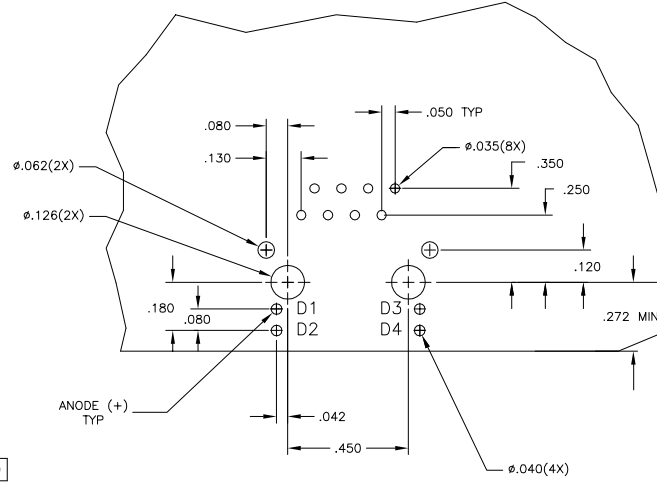 .080
.050 TYP
.130
ø.035(8X)
ø.062(2X)
.350
.250
ø.126(2X)
.120
.180
.080
D1
D3
.272 MIN
D2
D4
ANODE (+)
TYP
.042
.450
ø.040(4X)